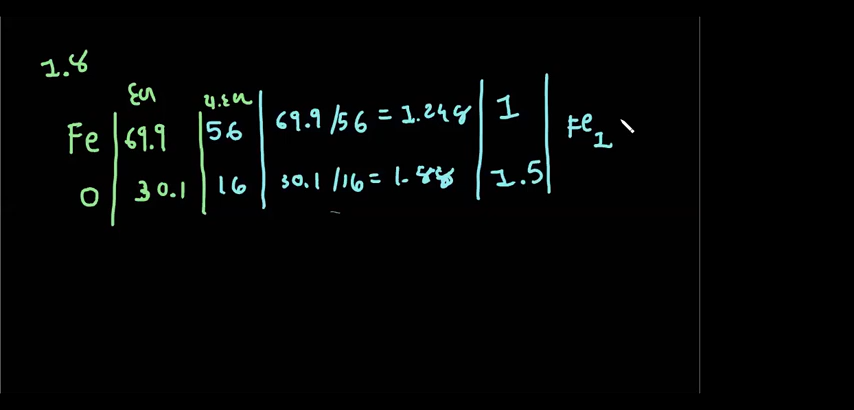 1.8
Fe 69.9 56 69.9/56 = 1.248 1 Fe1
O 30.1 16 30.1/16 = 1.88 1.5